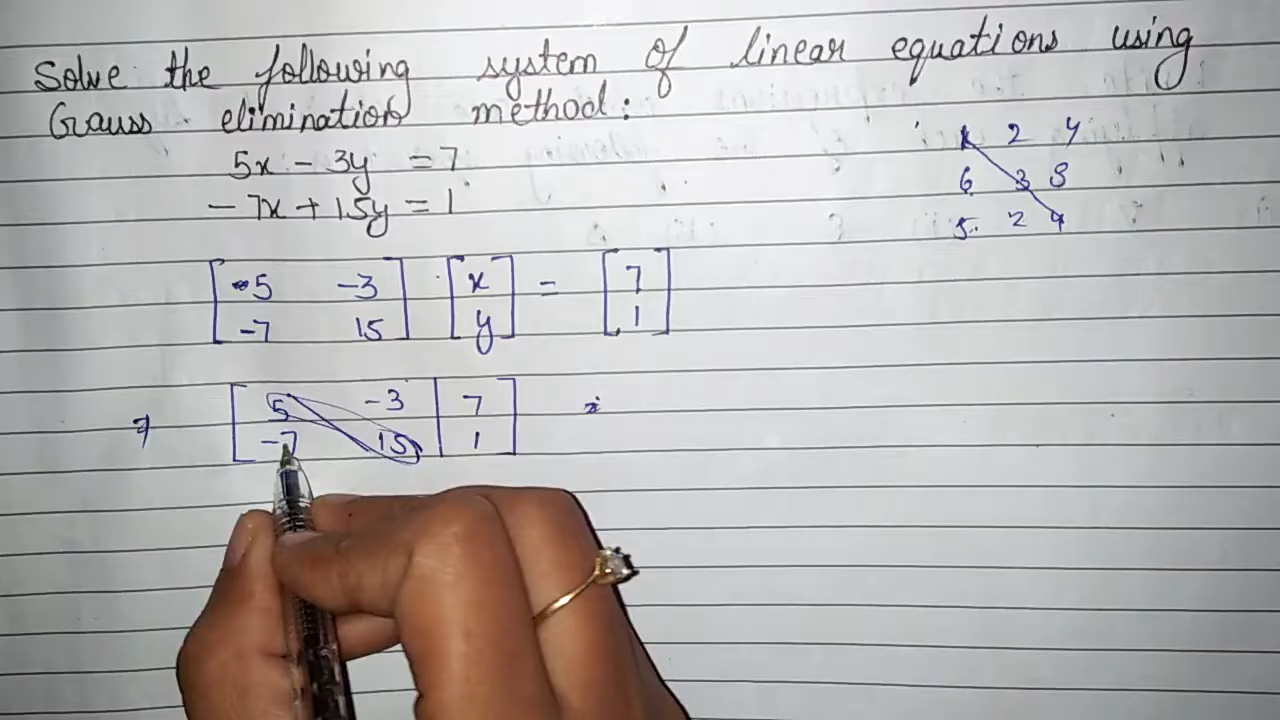 Solve the following system of linear equations using
Gauss elimination method:
5x - 3y = 7
- 7x + 15y = 1
1 2 4
6 3 8
5 2 4
[5 -3] [x] = [7]
[-7 15] [y] [1]
[5 -3 | 7]
[-7 15 | 1]